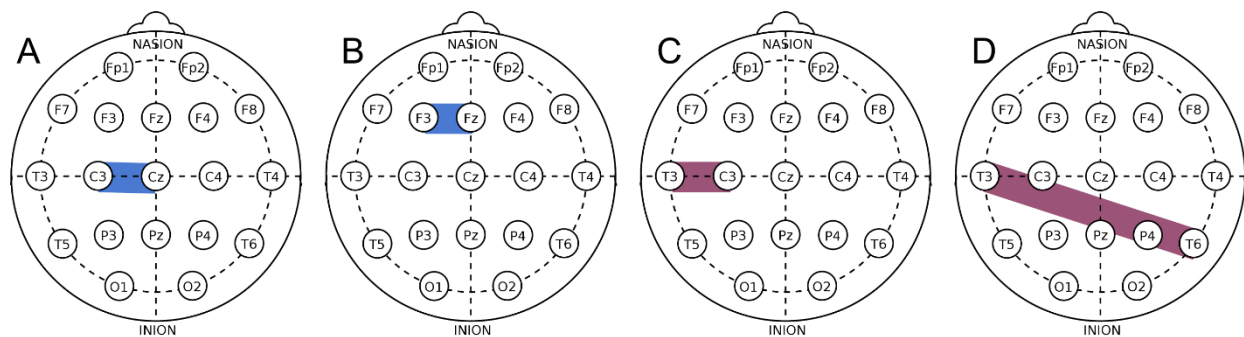 A
NASION
Fp1 Fp2
F7 F3 Fz F4 F8
T3 C3 Cz C4 T4
T5 P3 Pz P4 T6
O1 O2
INION
B
NASION
Fp1 Fp2
F7 F3 Fz F4 F8
T3 C3 Cz C4 T4
T5 P3 Pz P4 T6
O1 O2
INION
C
NASION
Fp1 Fp2
F7 F3 Fz F4 F8
T3 C3 Cz C4 T4
T5 P3 Pz P4 T6
O1 O2
INION
D
NASION
Fp1 Fp2
F7 F3 Fz F4 F8
T3 C3 Cz C4 T4
T5 P3 Pz P4 T6
O1 O2
INION